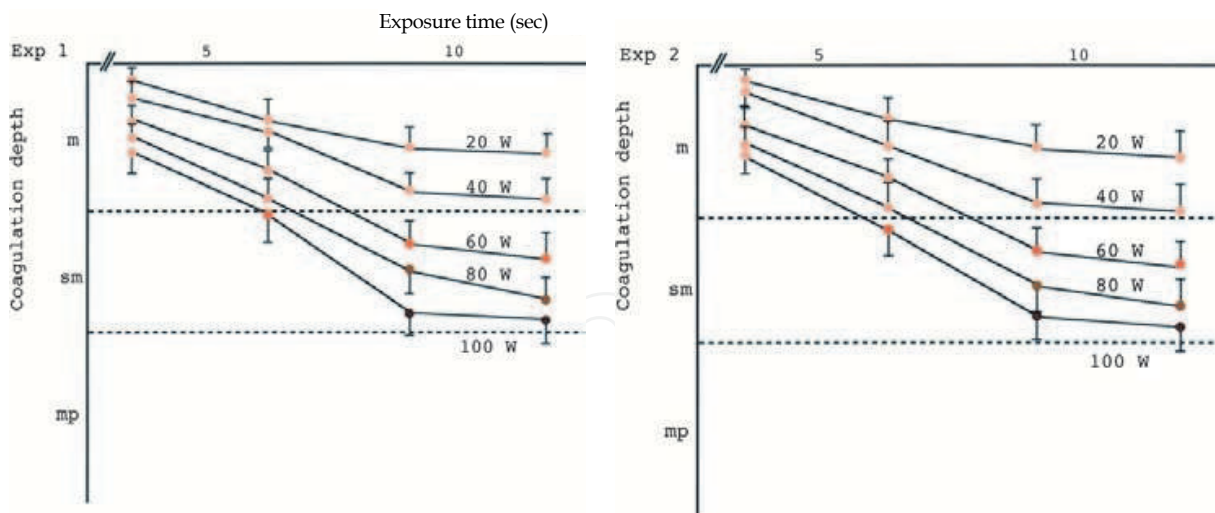 Exposure time (sec)
Exp 1
5
10
Coagulation depth
m
20 W
40 W
60 W
sm
80 W
100 W
mp
Exp 2
5
10
Coagulation depth
m
20 W
40 W
60 W
sm
80 W
100 W
mp